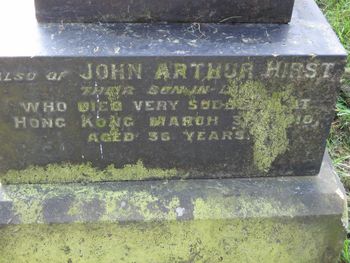 ALSO OF JOHN ARTHUR HIRST,
THEIR SON-IN-LAW
WHO DIED VERY SUDDENLY AT
HONG KONG MARCH
AGED 36 YEARS.